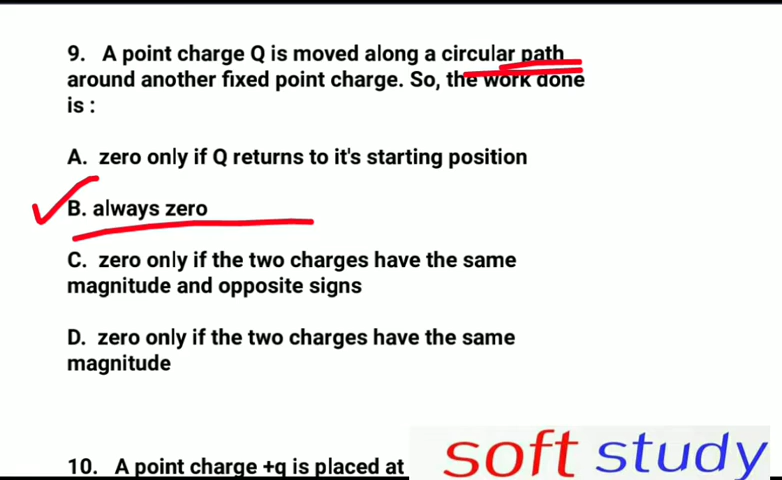 9. A point charge Q is moved along a circular path
around another fixed point charge. So, the work done
is :
A. zero only if Q returns to it's starting position
B. always zero
C. zero only if the two charges have the same
magnitude and opposite signs
D. zero only if the two charges have the same
magnitude
10. A point charge +q is placed at
soft study